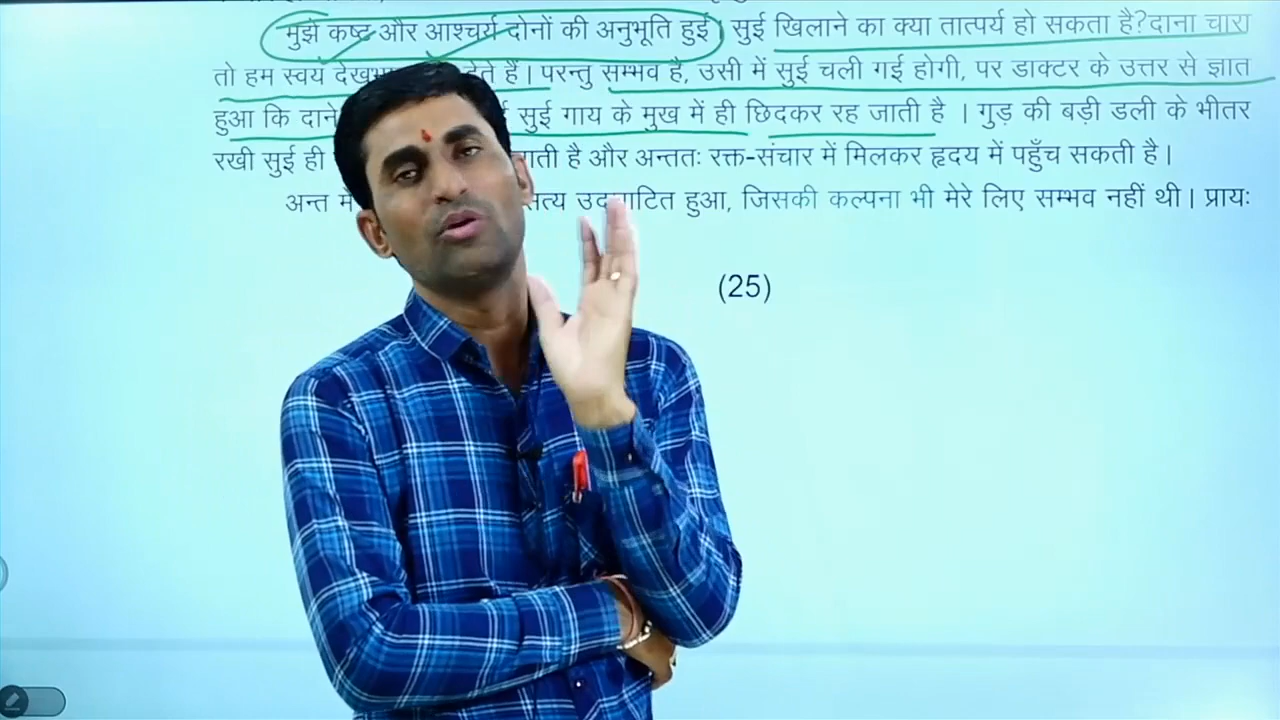 मुझे कष्ट और आश्चर्य दोनों की अनुभूति हुई। सुई खिलाने का क्या तात्पर्य हो सकता है?दाना चारा
तो हम स्वयं देते हैं। परन्तु सम्भव है, उसी में सुई चली गई होगी, पर डाक्टर के उत्तर से ज्ञात
हुआ कि दाने सुई गाय के मुख में ही छिदकर रह जाती है । गुड़ की बड़ी डली के भीतर
रखी सुई ही जाती है और अन्ततः रक्त-संचार में मिलकर हृदय में पहुँच सकती है।
अन्त में सत्य उद्घाटित हुआ, जिसकी कल्पना भी मेरे लिए सम्भव नहीं थी। प्रायः
(25)